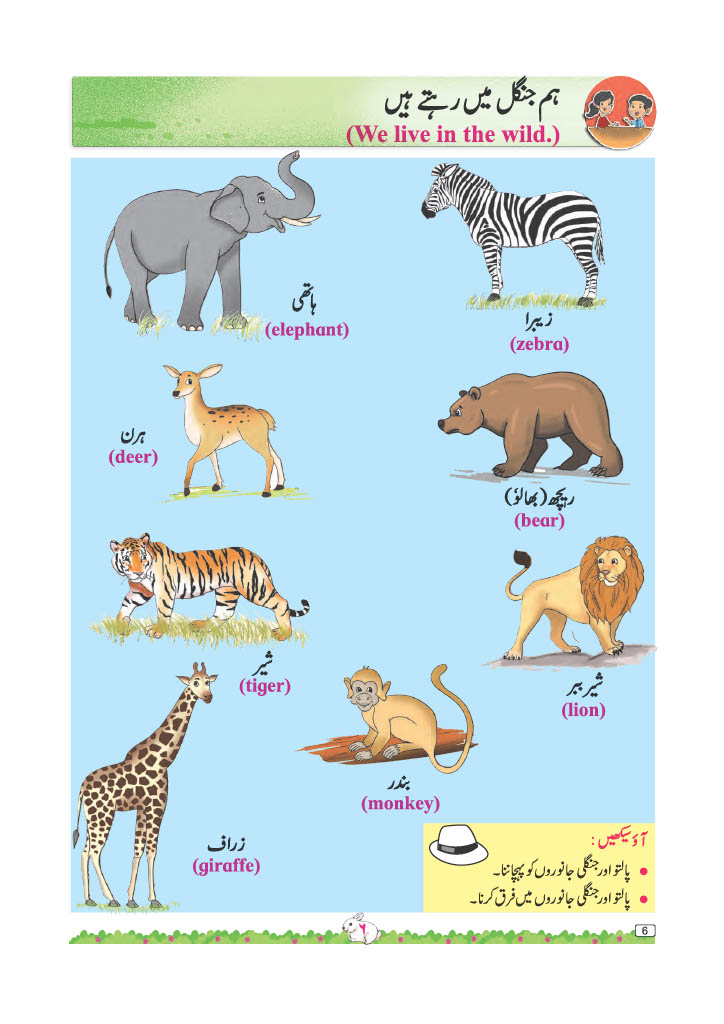 ہم جنگل میں رہتے ہیں
(We live in the wild.)
ہاتھی
(elephant)
زیبرا
(zebra)
ہرن
(deer)
ریچھ (بھالوٗ)
(bear)
شیر
(tiger)
شیر ببر
(lion)
بندر
(monkey)
زراف
(giraffe)
آؤ سیکھیں:
• پالتو اور جنگلی جانوروں کو پہچاننا۔
• پالتو اور جنگلی جانوروں میں فرق کرنا۔
۶
6